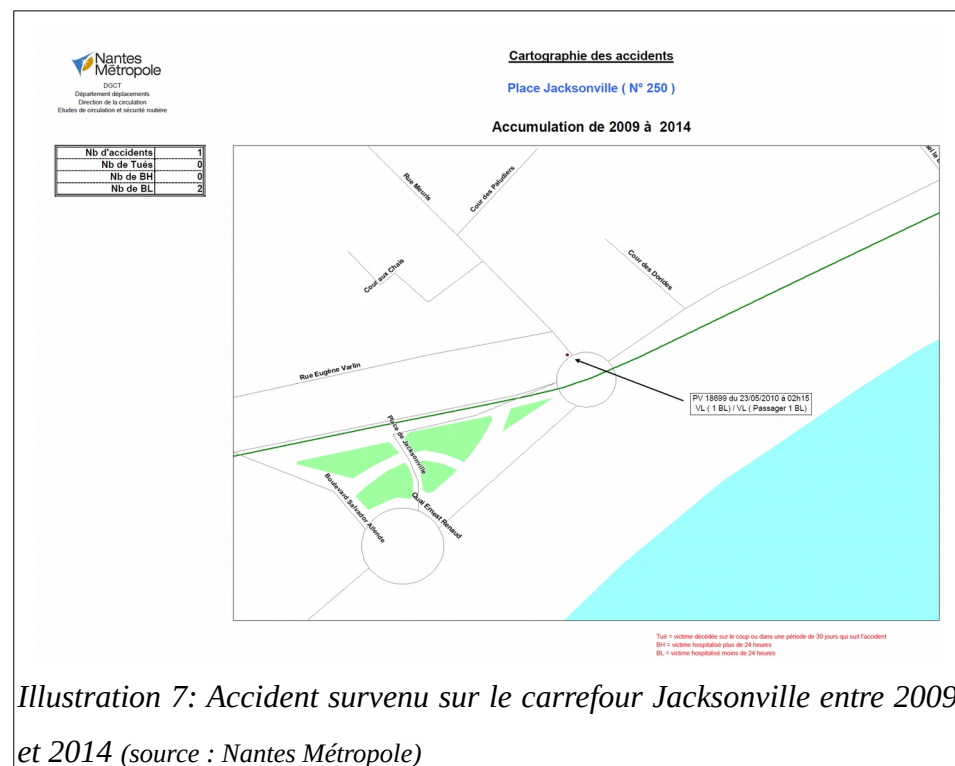 Nantes
Métropole
DGCT
Département déplacements
Direction de la circulation
Etudes de circulation et sécurité routière
Cartographie des accidents
Place Jacksonville ( N° 250 )
Accumulation de 2009 à 2014
Nb d'accidents 1
Nb de Tués 0
Nb de BH 0
Nb de BL 2
Rue Meuris
Cour des Paludiers
Cour aux Chais
Cour des Dorides
Rue Eugène Varlin
PV 18699 du 23/05/2010 à 02h15
VL ( 1 BL) / VL ( Passager 1 BL)
Place de Jacksonville
Boulevard Salvador Allende
Quai Ernest Renaud
Tué = victime décédée sur le coup ou dans une période de 30 jours qui suit l'accident
BH = victime hospitalisé plus de 24 heures
BL = victime hospitalisé moins de 24 heures
Illustration 7: Accident survenu sur le carrefour Jacksonville entre 2009
et 2014 (source : Nantes Métropole)